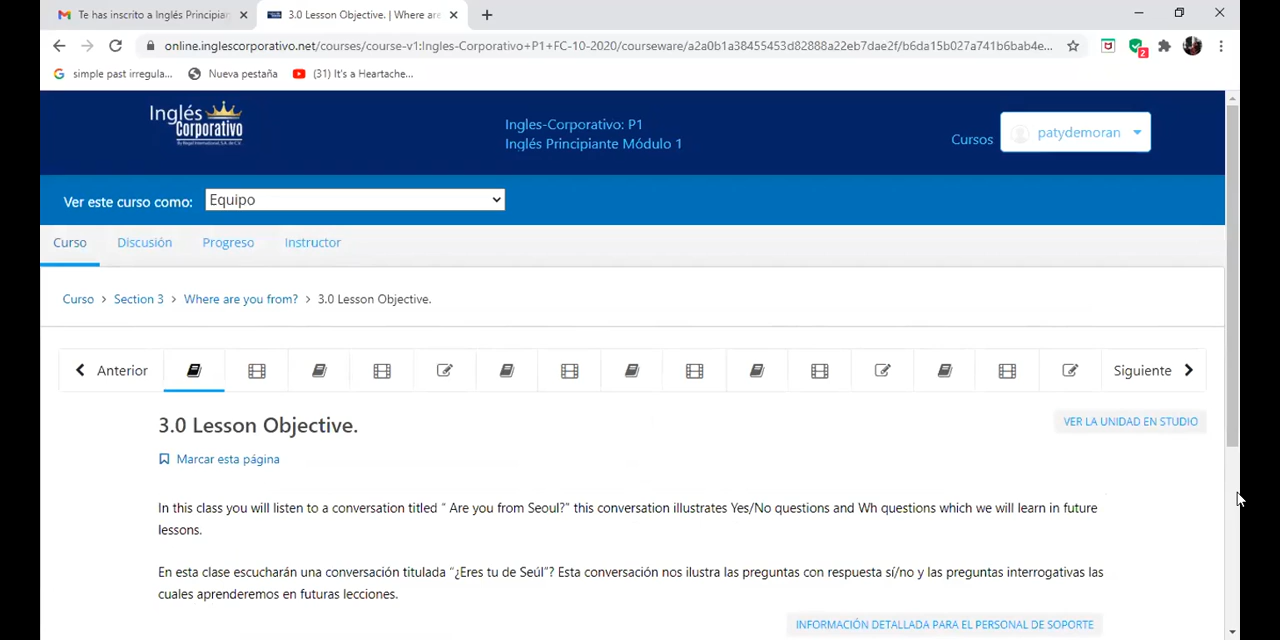 Te has inscrito a Inglés Principian
3.0 Lesson Objective. | Where are
online.inglescorporativo.net/courses/course-v1:Ingles-Corporativo+P1+FC-10-2020/courseware/a2a0b1a38455453d82888a22eb7dae2f/b6da15b027a741b6bab4e...
2
simple past irregula...
Nueva pestaña
(31) It's a Heartache...
Inglés
Corporativo
Ingles-Corporativo: P1
Inglés Principiante Módulo 1
Cursos
patydemoran
Ver este curso como:
Equipo
Curso
Discusión
Progreso
Instructor
Curso > Section 3 > Where are you from? > 3.0 Lesson Objective.
Anterior
Siguiente
3.0 Lesson Objective.
VER LA UNIDAD EN STUDIO
Marcar esta página
In this class you will listen to a conversation titled “ Are you from Seoul?” this conversation illustrates Yes/No questions and Wh questions which we will learn in future
lessons.
En esta clase escucharán una conversación titulada “¿Eres tu de Seúl”? Esta conversación nos ilustra las preguntas con respuesta sí/no y las preguntas interrogativas las
cuales aprenderemos en futuras lecciones.
INFORMACIÓN DETALLADA PARA EL PERSONAL DE SOPORTE